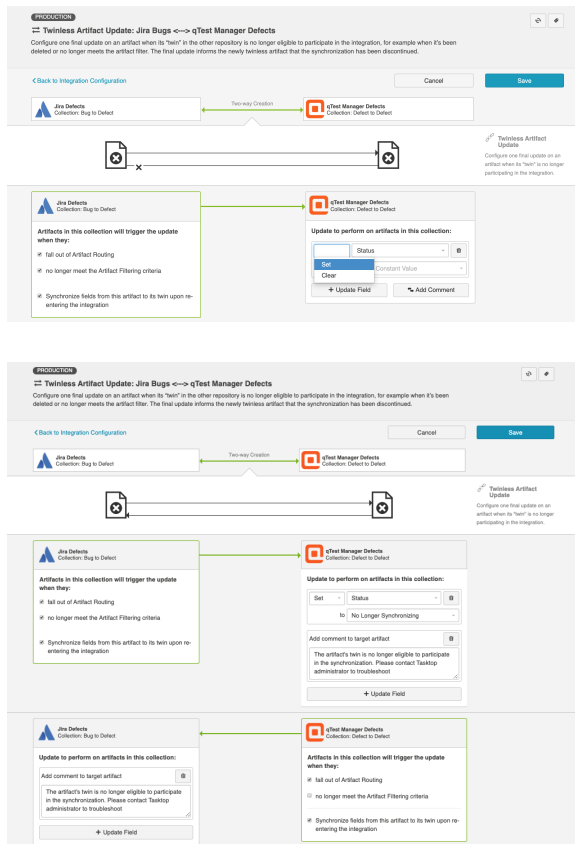 PRODUCTION
Twinless Artifact Update: Jira Bugs <—> qTest Manager Defects
Configure one final update on an artifact when its "twin" in the other repository is no longer eligible to participate in the integration, for example when it's been
deleted or no longer meets the artifact filter. The final update informs the newly twinless artifact that the synchronization has been discontinued.
Back to Integration Configuration
Cancel
Save
Jira Defects
Collection: Bug to Defect
Two-way Creation
qTest Manager Defects
Collection: Defect to Defect
Twinless Artifact
Update
Configure one final update on an
artifact when its "twin" is no longer
participating in the integration.
Jira Defects
Collection: Bug to Defect
Artifacts in this collection will trigger the update
when they:
fall out of Artifact Routing
no longer meet the Artifact Filtering criteria
Synchronize fields from this artifact to its twin upon re-
entering the integration
qTest Manager Defects
Collection: Defect to Defect
Update to perform on artifacts in this collection:
Status
Set
Clear
Constant Value
+ Update Field
Add Comment
PRODUCTION
Twinless Artifact Update: Jira Bugs <—> qTest Manager Defects
Configure one final update on an artifact when its "twin" in the other repository is no longer eligible to participate in the integration, for example when it's been
deleted or no longer meets the artifact filter. The final update informs the newly twinless artifact that the synchronization has been discontinued.
Back to Integration Configuration
Cancel
Save
Jira Defects
Collection: Bug to Defect
Two-way Creation
qTest Manager Defects
Collection: Defect to Defect
Twinless Artifact
Update
Configure one final update on an
artifact when its "twin" is no longer
participating in the integration.
Jira Defects
Collection: Bug to Defect
Artifacts in this collection will trigger the update
when they:
fall out of Artifact Routing
no longer meet the Artifact Filtering criteria
Synchronize fields from this artifact to its twin upon re-
entering the integration
qTest Manager Defects
Collection: Defect to Defect
Update to perform on artifacts in this collection:
Set Status
to No Longer Synchronizing
Add comment to target artifact
The artifact's twin is no longer eligible to participate
in the synchronization. Please contact Tasktop
administrator to troubleshoot
+ Update Field
Jira Defects
Collection: Bug to Defect
Update to perform on artifacts in this collection:
Add comment to target artifact
The artifact's twin is no longer eligible to participate
in the synchronization. Please contact Tasktop
administrator to troubleshoot
+ Update Field
qTest Manager Defects
Collection: Defect to Defect
Artifacts in this collection will trigger the update
when they:
fall out of Artifact Routing
no longer meet the Artifact Filtering criteria
Synchronize fields from this artifact to its twin upon re-
entering the integration